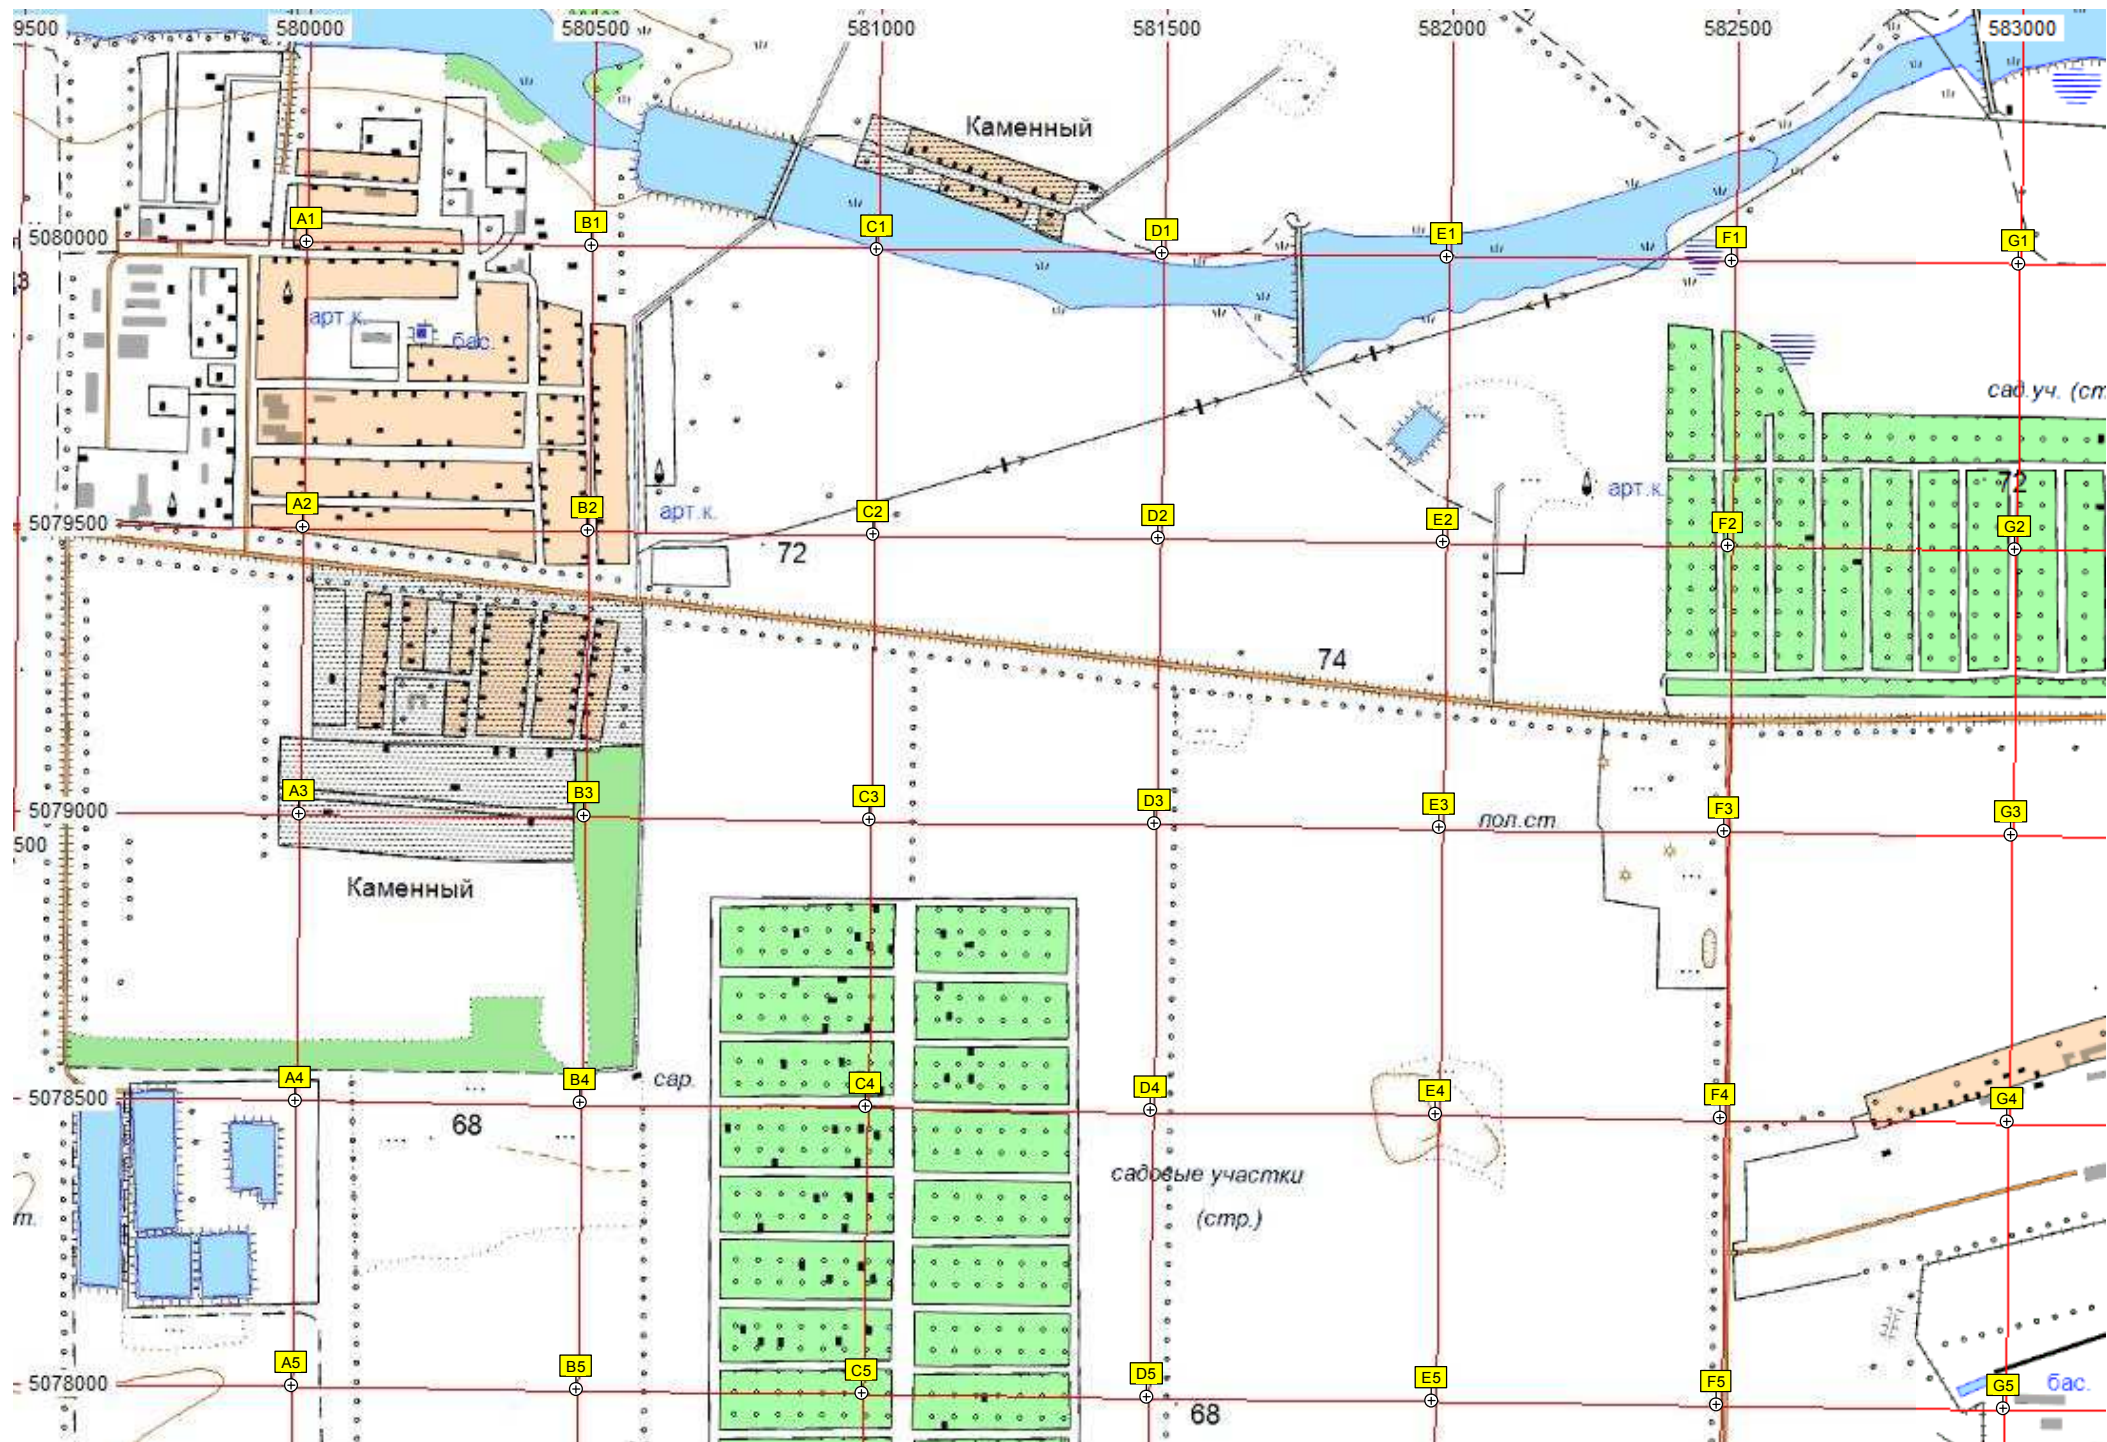 9500 580000 580500 581000 581500 582000 582500 583000
Каменный
A1 B1 C1 D1 E1 F1 G1
5080000
3
арт.к.
бас.
сад.уч. (ст
72
арт.к.
арт.к.
A2 B2 C2 D2 E2 F2 G2
5079500
72
74
A3 B3 C3 D3 E3 F3 G3
5079000
пол.ст.
500
Каменный
сар.
A4 B4 C4 D4 E4 F4 G4
5078500
68
садовые участки
(стр.)
т.
A5 B5 C5 D5 E5 F5 G5
5078000
бас.
68